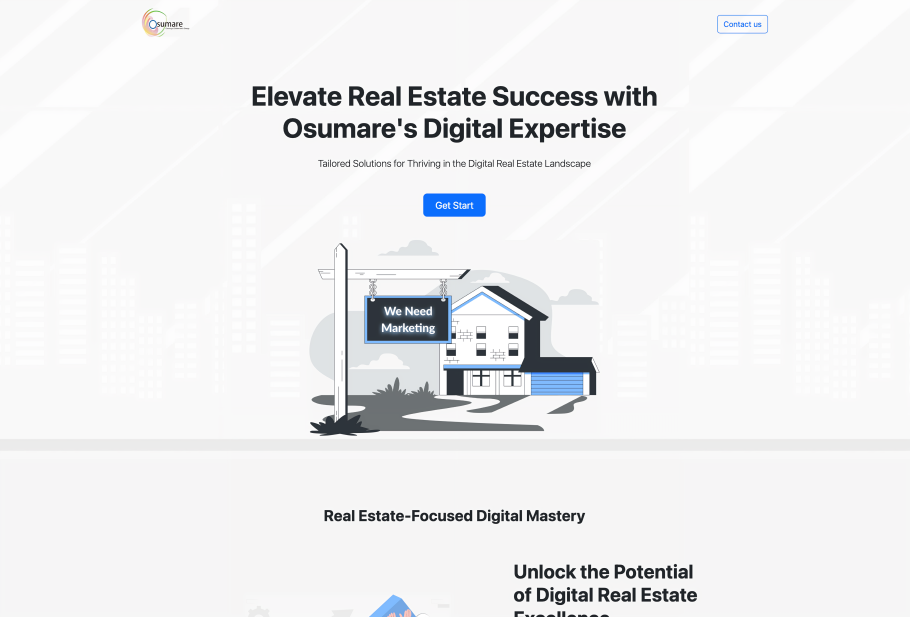 Osumare
Contact us
Elevate Real Estate Success with
Osumare's Digital Expertise
Tailored Solutions for Thriving in the Digital Real Estate Landscape
Get Start
We Need
Marketing
Real Estate-Focused Digital Mastery
Unlock the Potential
of Digital Real Estate
Excellence